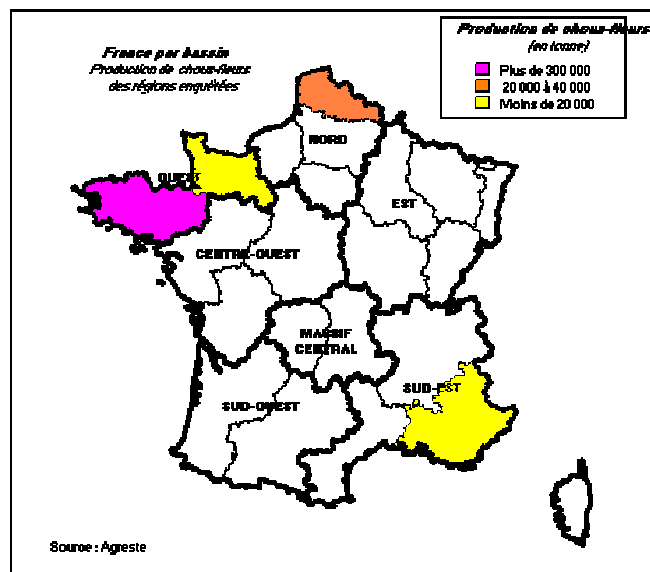 France par bassin
Production de choux-fleurs
des régions enquêtées
Production de choux-fleurs
(en tonne)
Plus de 300 000
20 000 à 40 000
Moins de 20 000
NORD
OUEST
EST
CENTRE-OUEST
MASSIF
CENTRAL
SUD-EST
SUD-OUEST
Source : Agreste